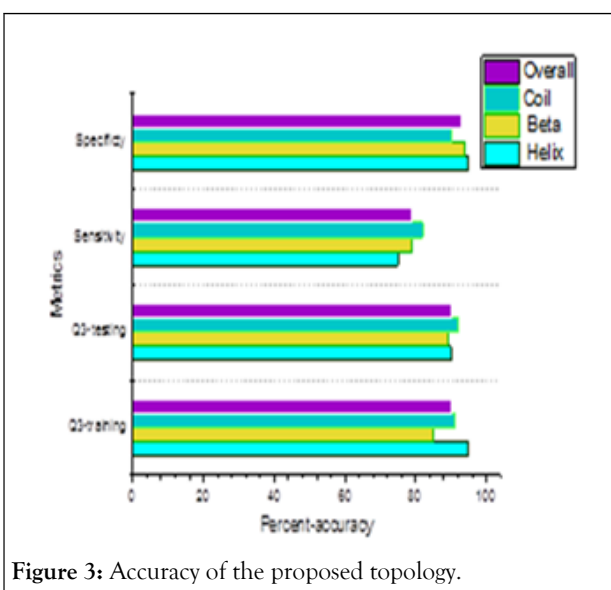 Overall
Coil
Beta
Helix
Specificy
Sensitivity
Q3-testing
Q3-training
Metrics
0 20 40 60 80 100
Percent-accuracy
Figure 3: Accuracy of the proposed topology.